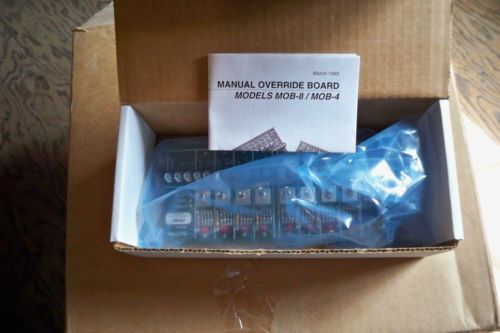 March 1993
MANUAL OVERRIDE BOARD
MODELS MOB-8 / MOB-4